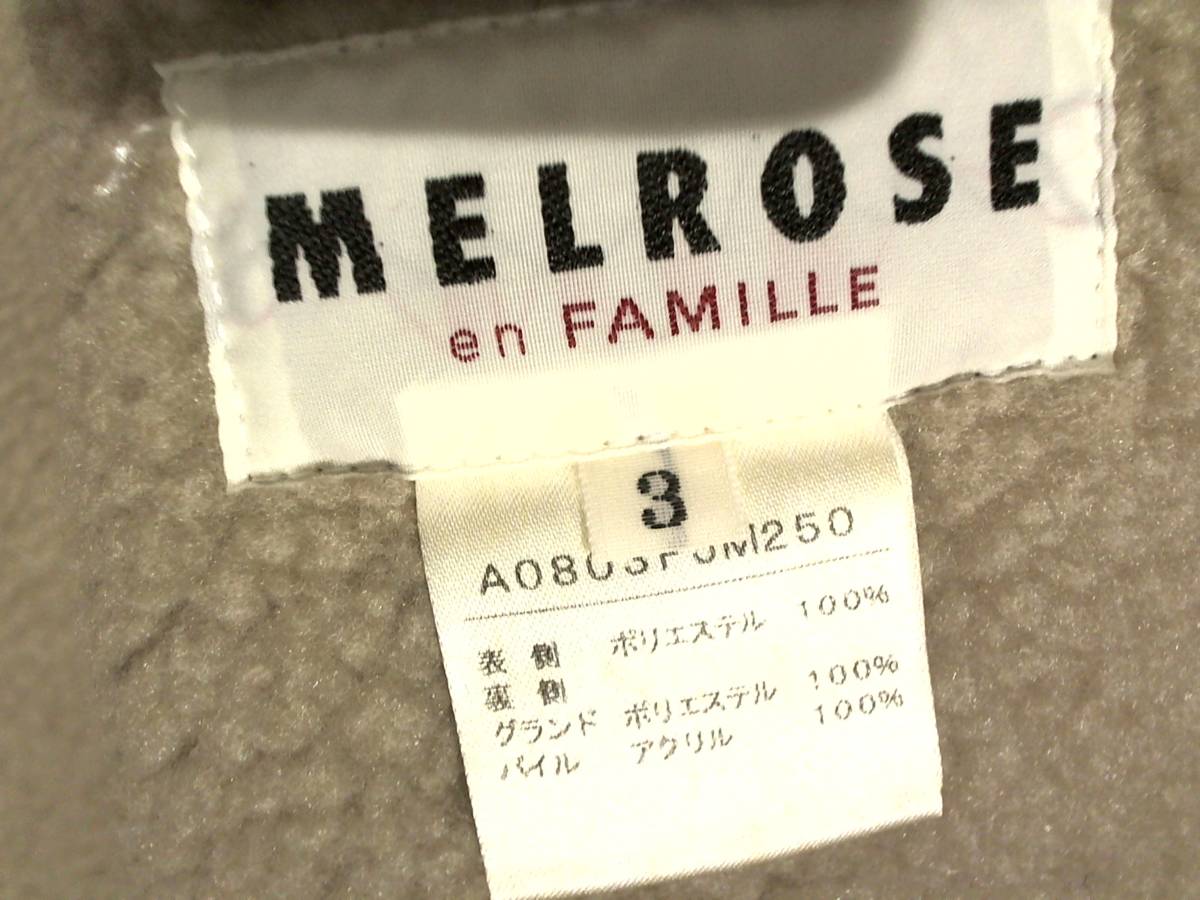 MELROSE
en FAMILLE
3
表側 ポリエステル 100%
裏側
グランド ポリエステル 100%
パイル アクリル 100%